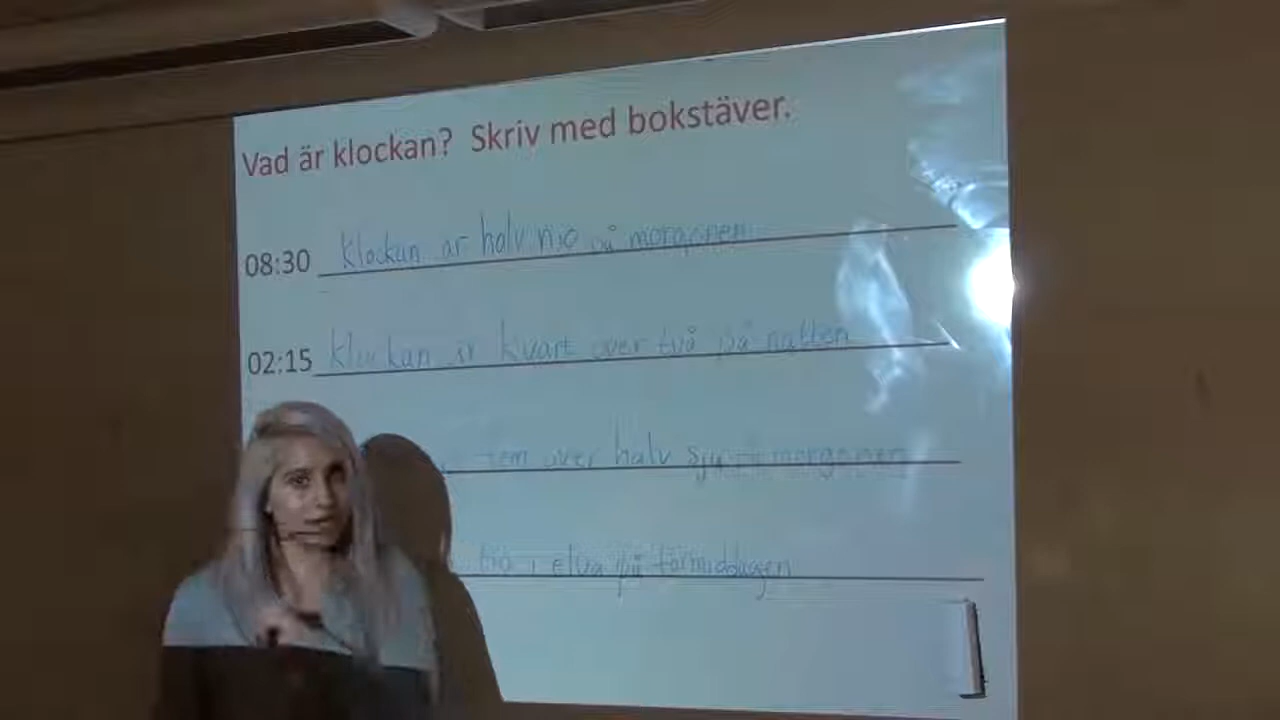 Vad är klockan? Skriv med bokstäver.
08:30 Klockan är halv nio på morgonen
02:15 Klockan är kvart över två på natten
fem över halv sju på morgonen
tio i elva på förmiddagen